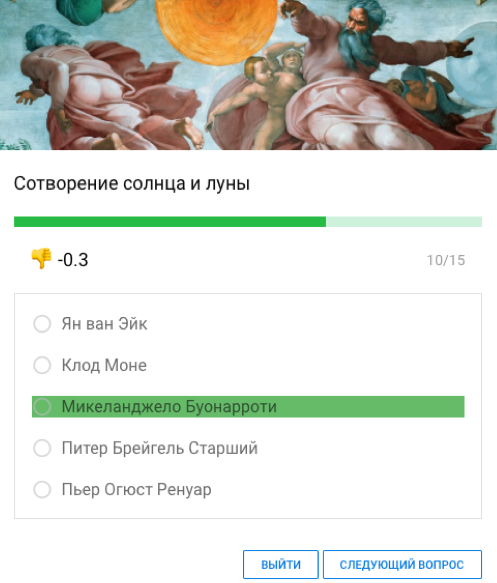 Сотворение солнца и луны
-0.3
10/15
Ян ван Эйк
Клод Моне
Микеланджело Буонарроти
Питер Брейгель Старший
Пьер Огюст Ренуар
ВЫЙТИ
СЛЕДУЮЩИЙ ВОПРОС